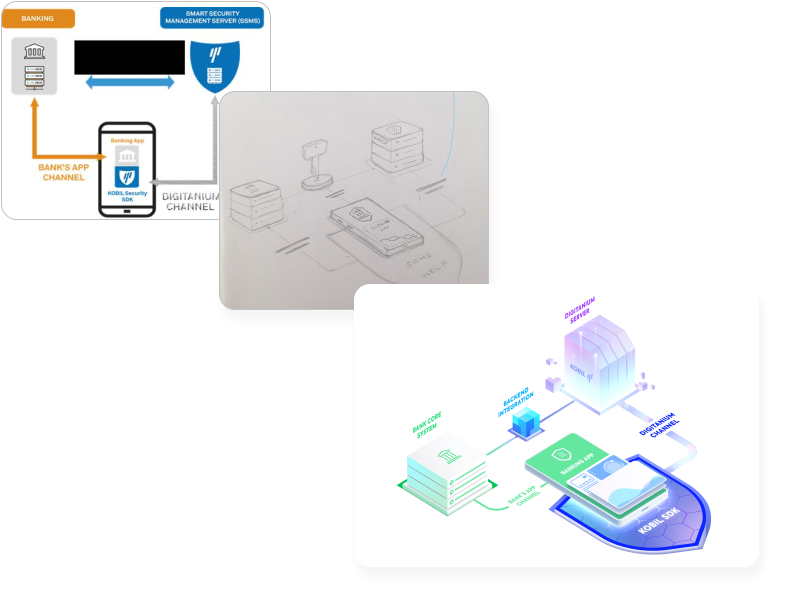 BANKING
SMART SECURITY
MANAGEMENT SERVER (SSMS)
Banking App
KOBIL Security
SDK
BANK'S APP
CHANNEL
DIGITANIUM
CHANNEL
APP
DIGITANIUM
SERVER
KOBIL
BACKEND
INTEGRATION
BANK CORE
SYSTEM
DIGITANIUM
CHANNEL
BANKING APP
BANK'S APP
CHANNEL
KOBIL SDK